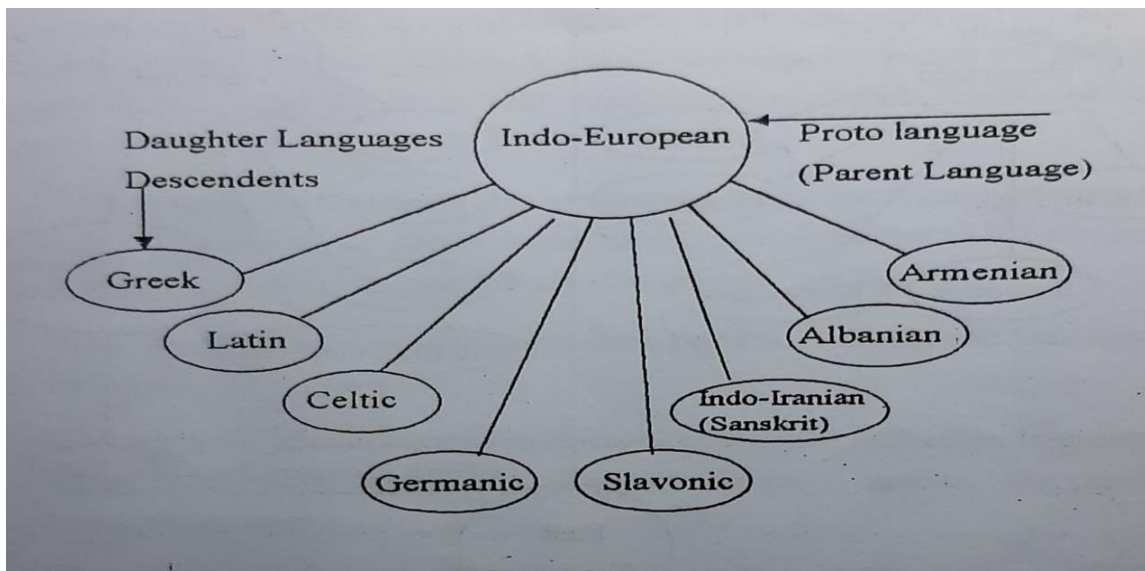 Daughter Languages
Descendents
Indo-European
Proto language
(Parent Language)
Greek
Latin
Celtic
Germanic
Slavonic
Indo-Iranian
(Sanskrit)
Albanian
Armenian